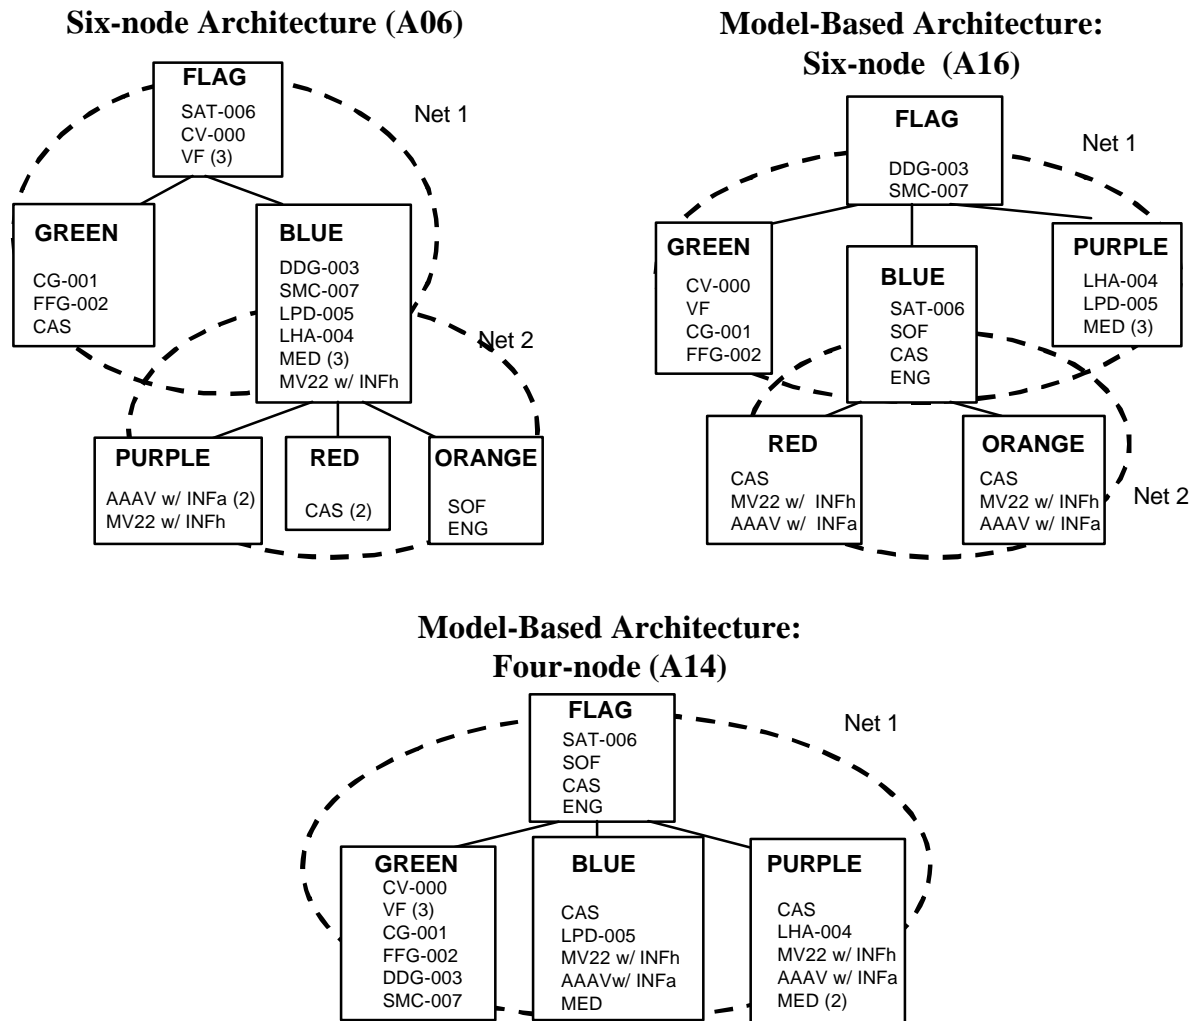 Six-node Architecture (A06)
FLAG
SAT-006
CV-000
VF (3)
Net 1
GREEN
CG-001
FFG-002
CAS
BLUE
DDG-003
SMC-007
LPD-005
LHA-004
MED (3)
MV22 w/ INFh
Net 2
PURPLE
AAAV w/ INFa (2)
MV22 w/ INFh
RED
CAS (2)
ORANGE
SOF
ENG
Model-Based Architecture:
Six-node (A16)
FLAG
DDG-003
SMC-007
Net 1
GREEN
CV-000
VF
CG-001
FFG-002
BLUE
SAT-006
SOF
CAS
ENG
PURPLE
LHA-004
LPD-005
MED (3)
RED
CAS
MV22 w/ INFh
AAAV w/ INFa
ORANGE
CAS
MV22 w/ INFh
AAAV w/ INFa
Net 2
Model-Based Architecture:
Four-node (A14)
FLAG
SAT-006
SOF
CAS
ENG
Net 1
GREEN
CV-000
VF (3)
CG-001
FFG-002
DDG-003
SMC-007
BLUE
CAS
LPD-005
MV22 w/ INFh
AAAVw/ INFa
MED
PURPLE
CAS
LHA-004
MV22 w/ INFh
AAAV w/ INFa
MED (2)